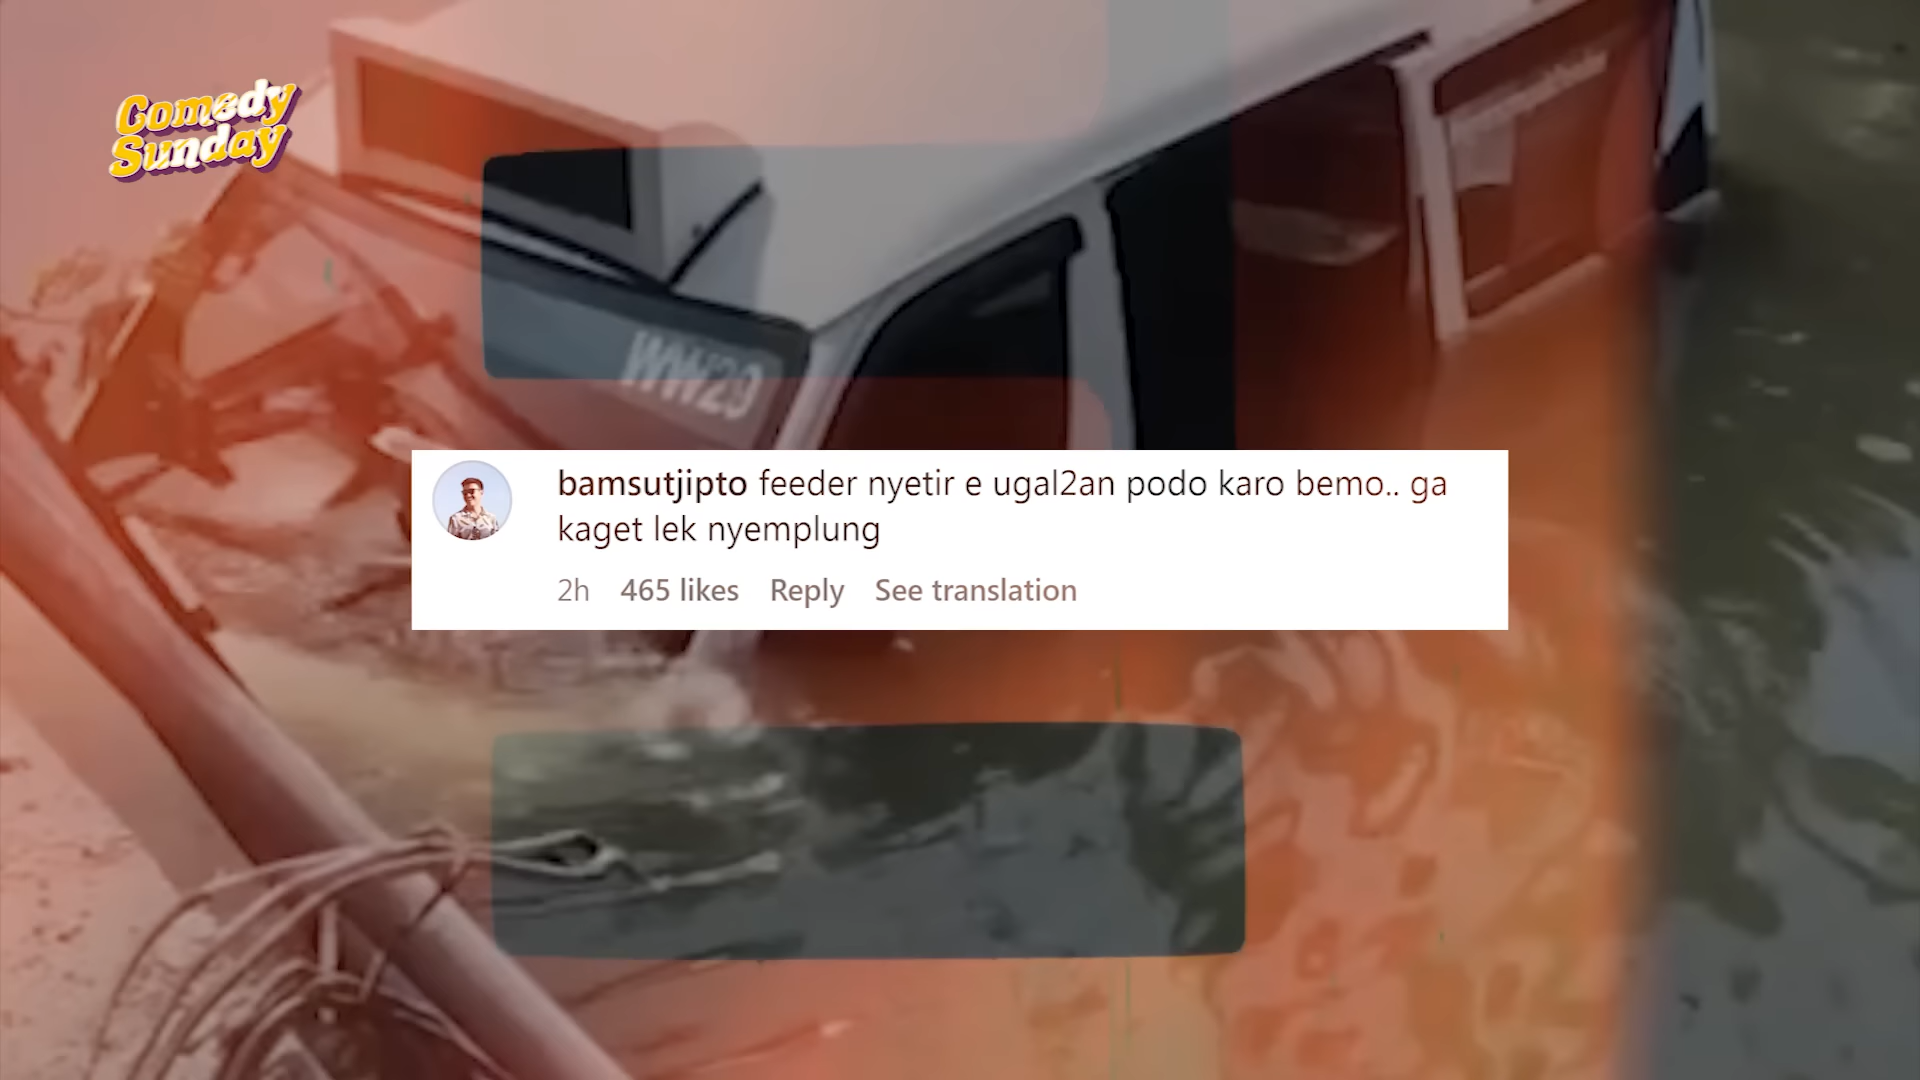 Comedy
Sunday
WW29
bamsutjipto feeder nyetir e ugal2an podo karo bemo.. ga
kaget lek nyemplung
2h 465 likes Reply See translation